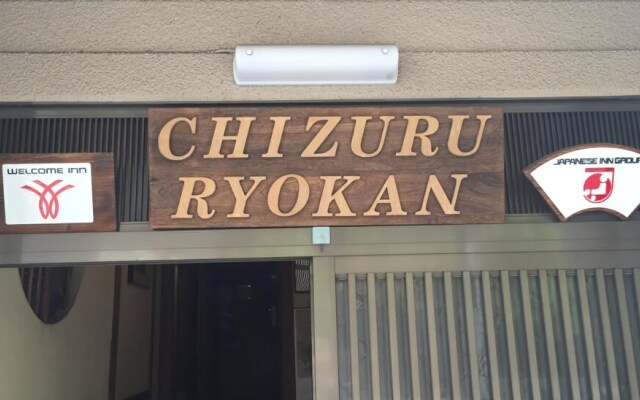 CHIZURU
RYOKAN
WELCOME INN
JAPANESE INN GROUP